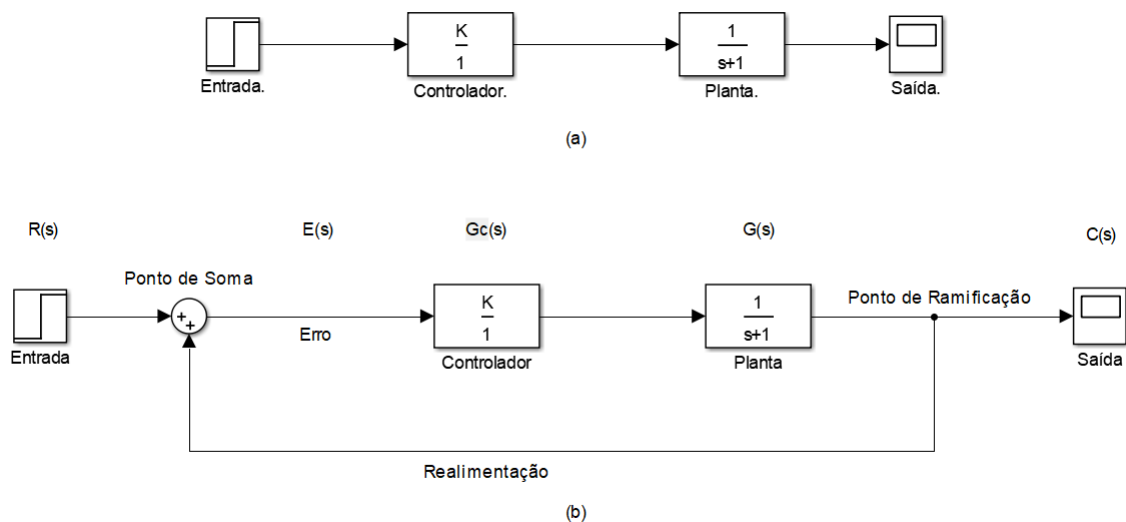 K
1
1
s+1
Entrada.
Controlador.
Planta.
Saída.
(a)
R(s)
E(s)
Gc(s)
G(s)
C(s)
Ponto de Soma
Ponto de Ramificação
+
+
K
1
1
s+1
Erro
Entrada
Controlador
Planta
Saída
Realimentação
(b)